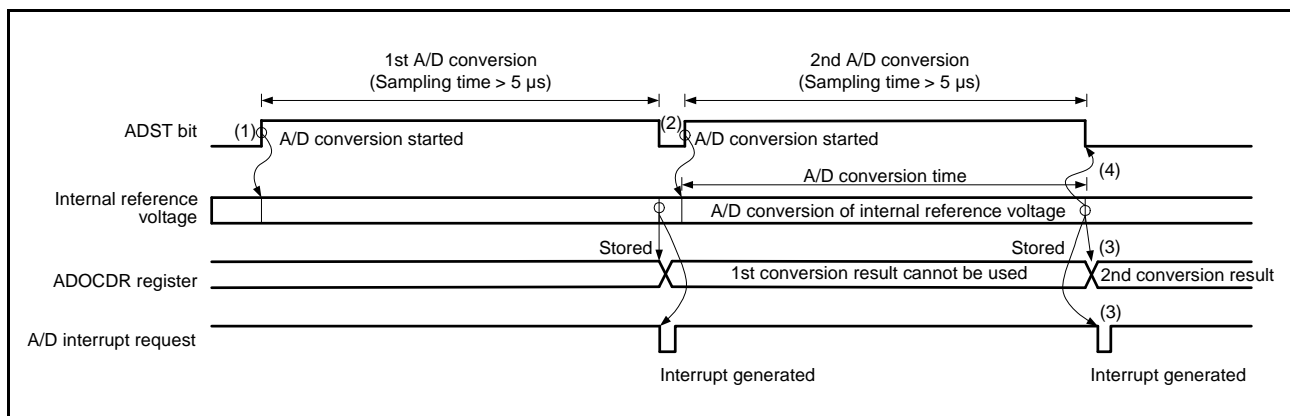 1st A/D conversion
(Sampling time > 5 µs)
2nd A/D conversion
(Sampling time > 5 µs)
ADST bit
(1)
A/D conversion started
(2)
A/D conversion started
(4)
A/D conversion time
Internal reference
voltage
A/D conversion of internal reference voltage
Stored
Stored
(3)
ADOCDR register
1st conversion result cannot be used
2nd conversion result
(3)
A/D interrupt request
Interrupt generated
Interrupt generated